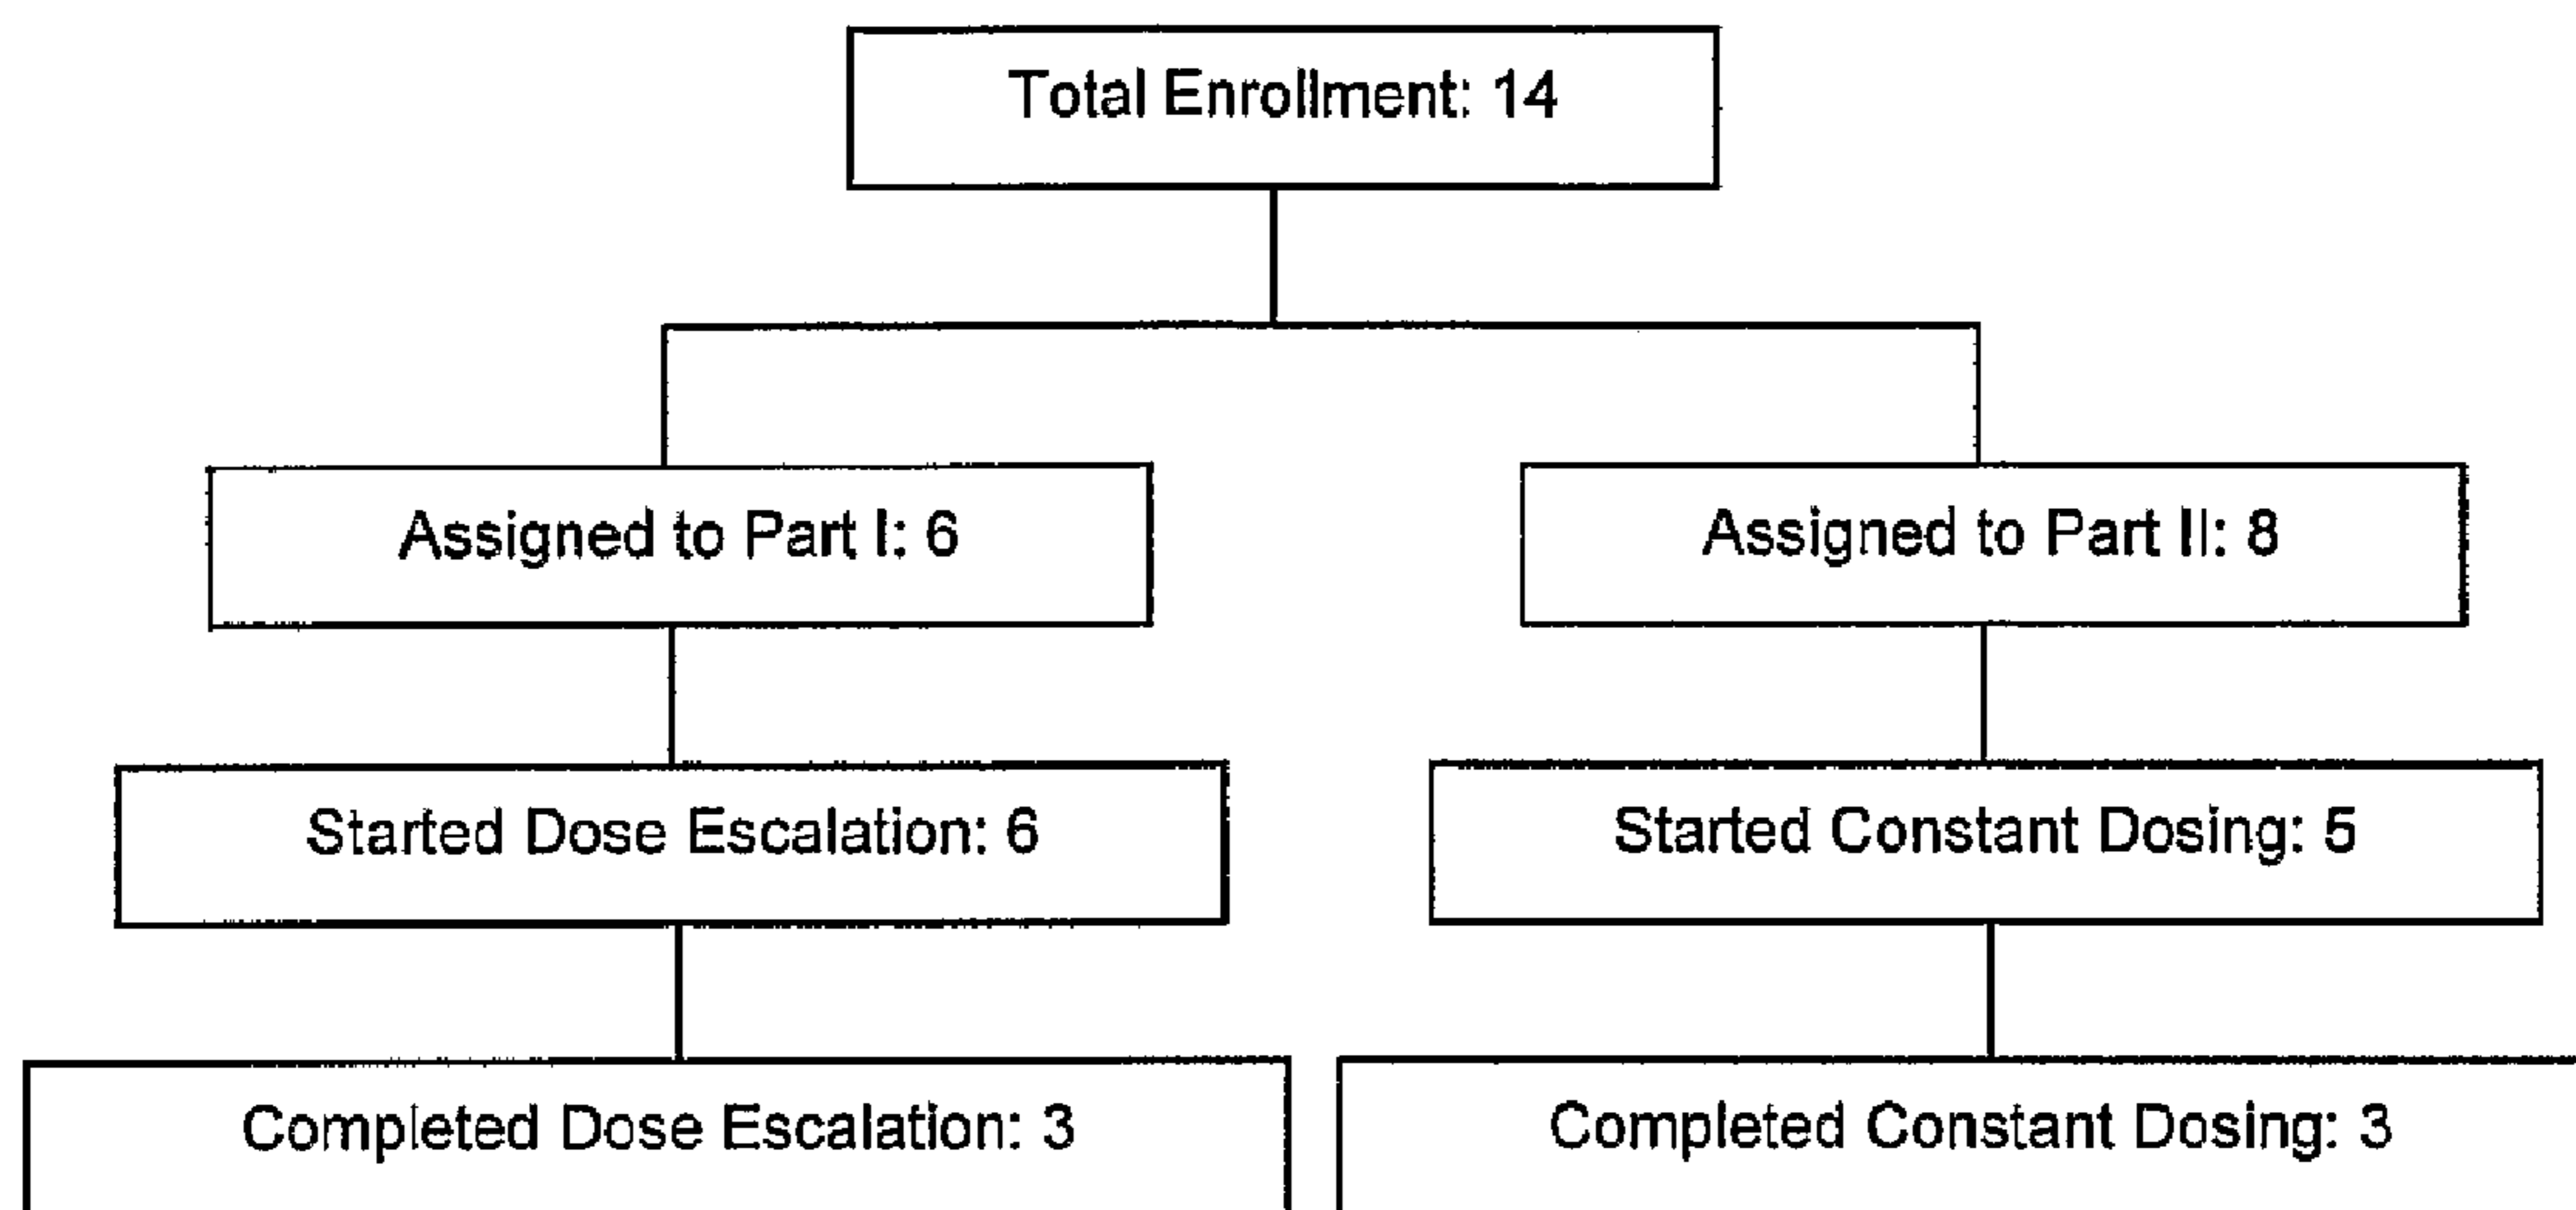 Total Enrollment: 14
Assigned to Part I: 6
Assigned to Part II: 8
Started Dose Escalation: 6
Started Constant Dosing: 5
Completed Dose Escalation: 3
Completed Constant Dosing: 3